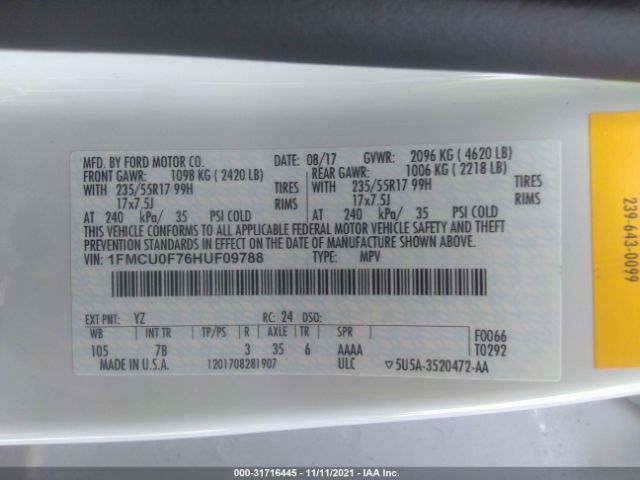 MFD. BY FORD MOTOR CO. DATE: 08/17 GVWR: 2096 KG ( 4620 LB)
FRONT GAWR: 1098 KG ( 2420 LB) REAR GAWR: 1006 KG ( 2218 LB)
WITH 235/55R17 99H TIRES WITH 235/55R17 99H TIRES
17x7.5J RIMS 17x7.5J RIMS
AT 240 kPa/ 35 PSI COLD AT 240 kPa/ 35 PSI COLD
THIS VEHICLE CONFORMS TO ALL APPLICABLE FEDERAL MOTOR VEHICLE SAFETY AND THEFT
PREVENTION STANDARDS IN EFFECT ON THE DATE OF MANUFACTURE SHOWN ABOVE.
VIN: 1FMCU0F76HUF09788 TYPE: MPV
EXT PNT: YZ RC: 24 DSO:
WB INT TR TP/PS R AXLE TR SPR F0066
105 7B 3 35 6 AAAA T0292
MADE IN U.S.A. 1201708281907 ULC ▽5U5A-3520472-AA
239-643-0099
000-31716445 - 11/11/2021 - IAA Inc.